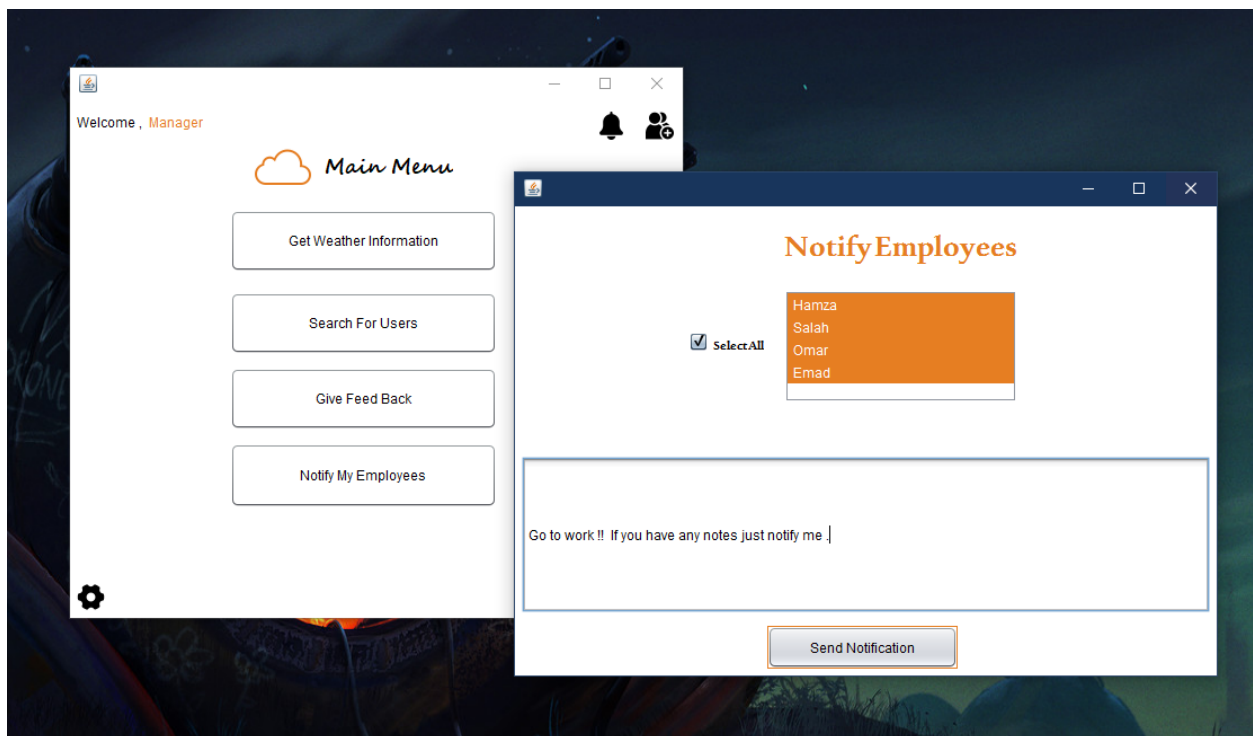 Welcome , Manager
Main Menu
Get Weather Information
Search For Users
Give Feed Back
Notify My Employees
Notify Employees
Select All
Hamza
Salah
Omar
Emad
Go to work !! If you have any notes just notify me .
Send Notification